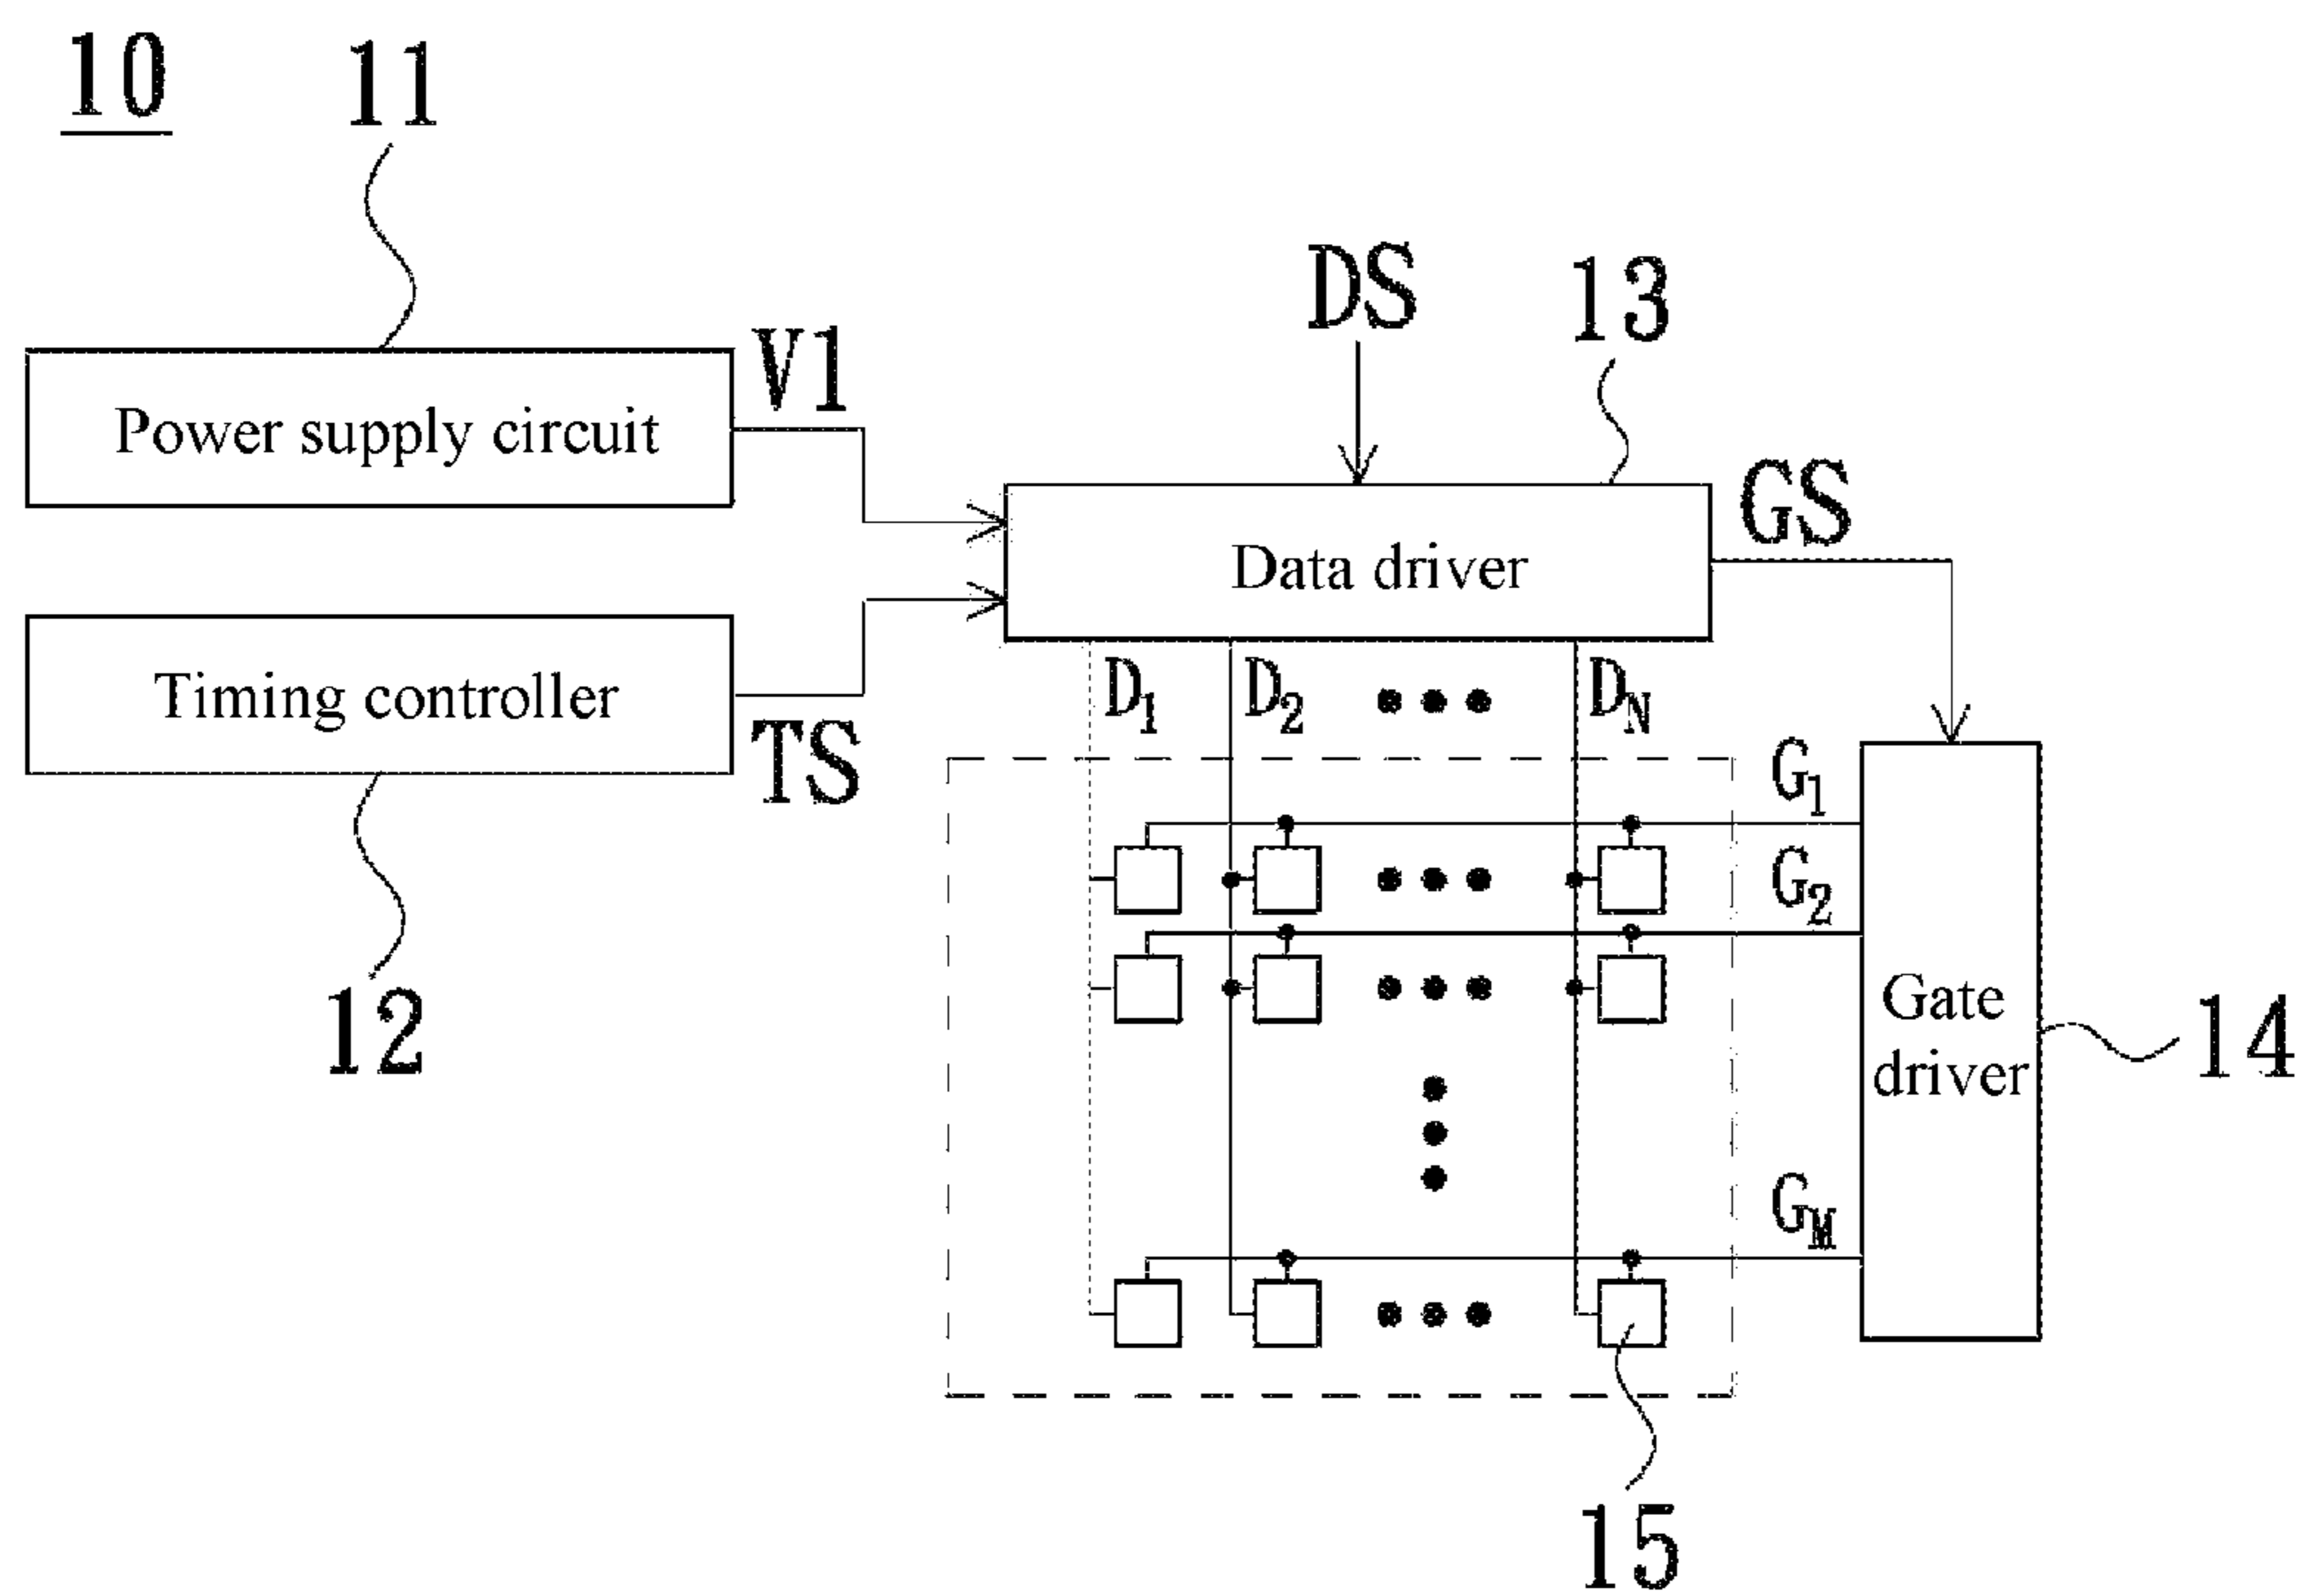 10
11
DS
13
V1
Power supply circuit
GS
Data driver
Timing controller
D1 D2 DN
TS
G1
G2
Gate
driver
14
12
GM
15